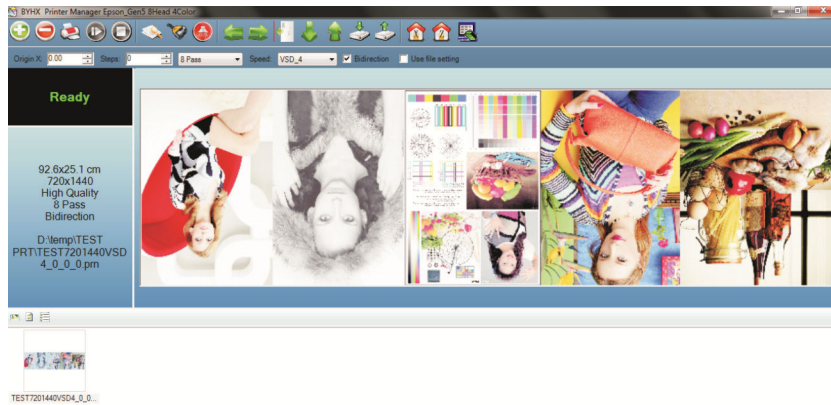 BYHX Printer Manager Epson_Gen5 8Head 4Color
Origin X: 0.00 Steps: 0 8 Pass Speed: VSD_4 Bidirection Use file setting
Ready
92.6x25.1 cm
720x1440
High Quality
8 Pass
Bidirection
D:\temp\TEST
PRT\TEST7201440VSD
4_0_0_0.prn
TEST7201440VSD4_0_0...